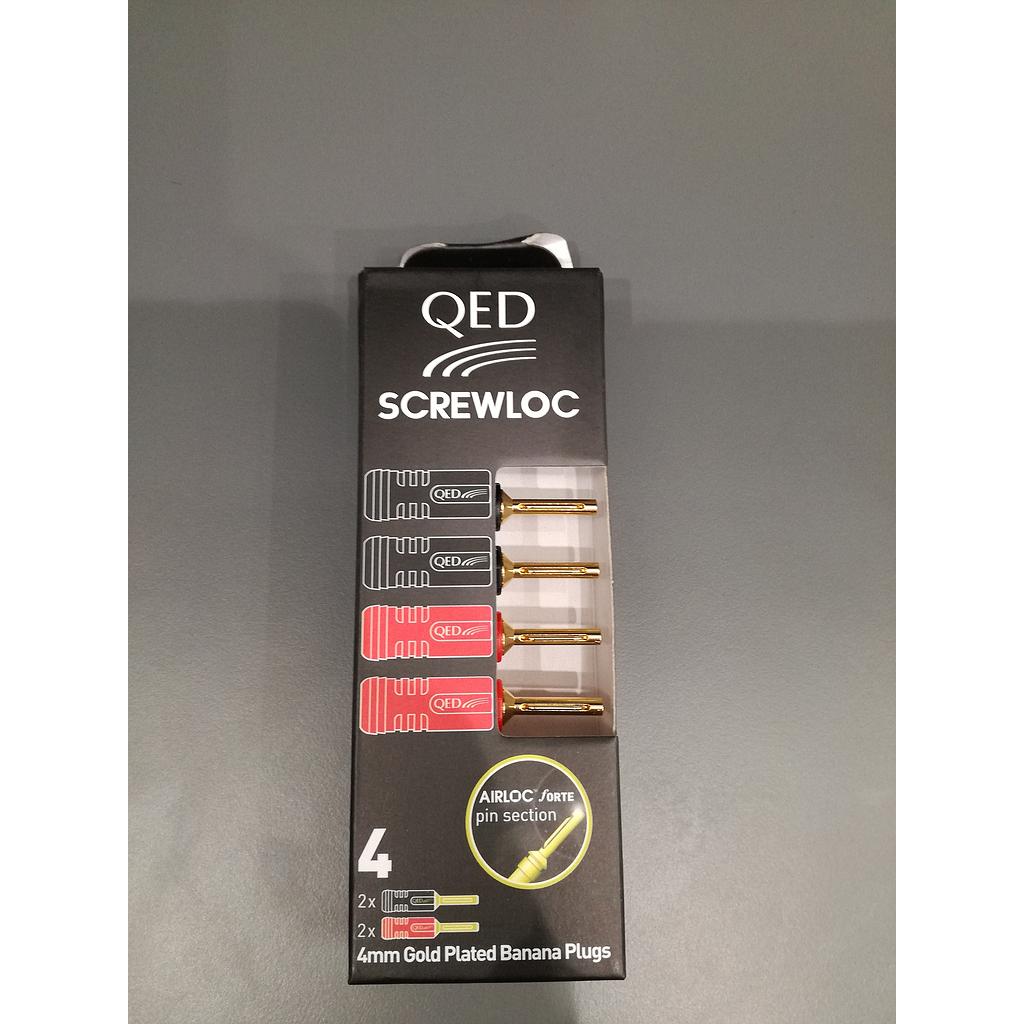 QED
SCREWLOC
QED
QED
QED
QED
AIRLOC™ forte
pin section
4
2x QED
2x QED
4mm Gold Plated Banana Plugs